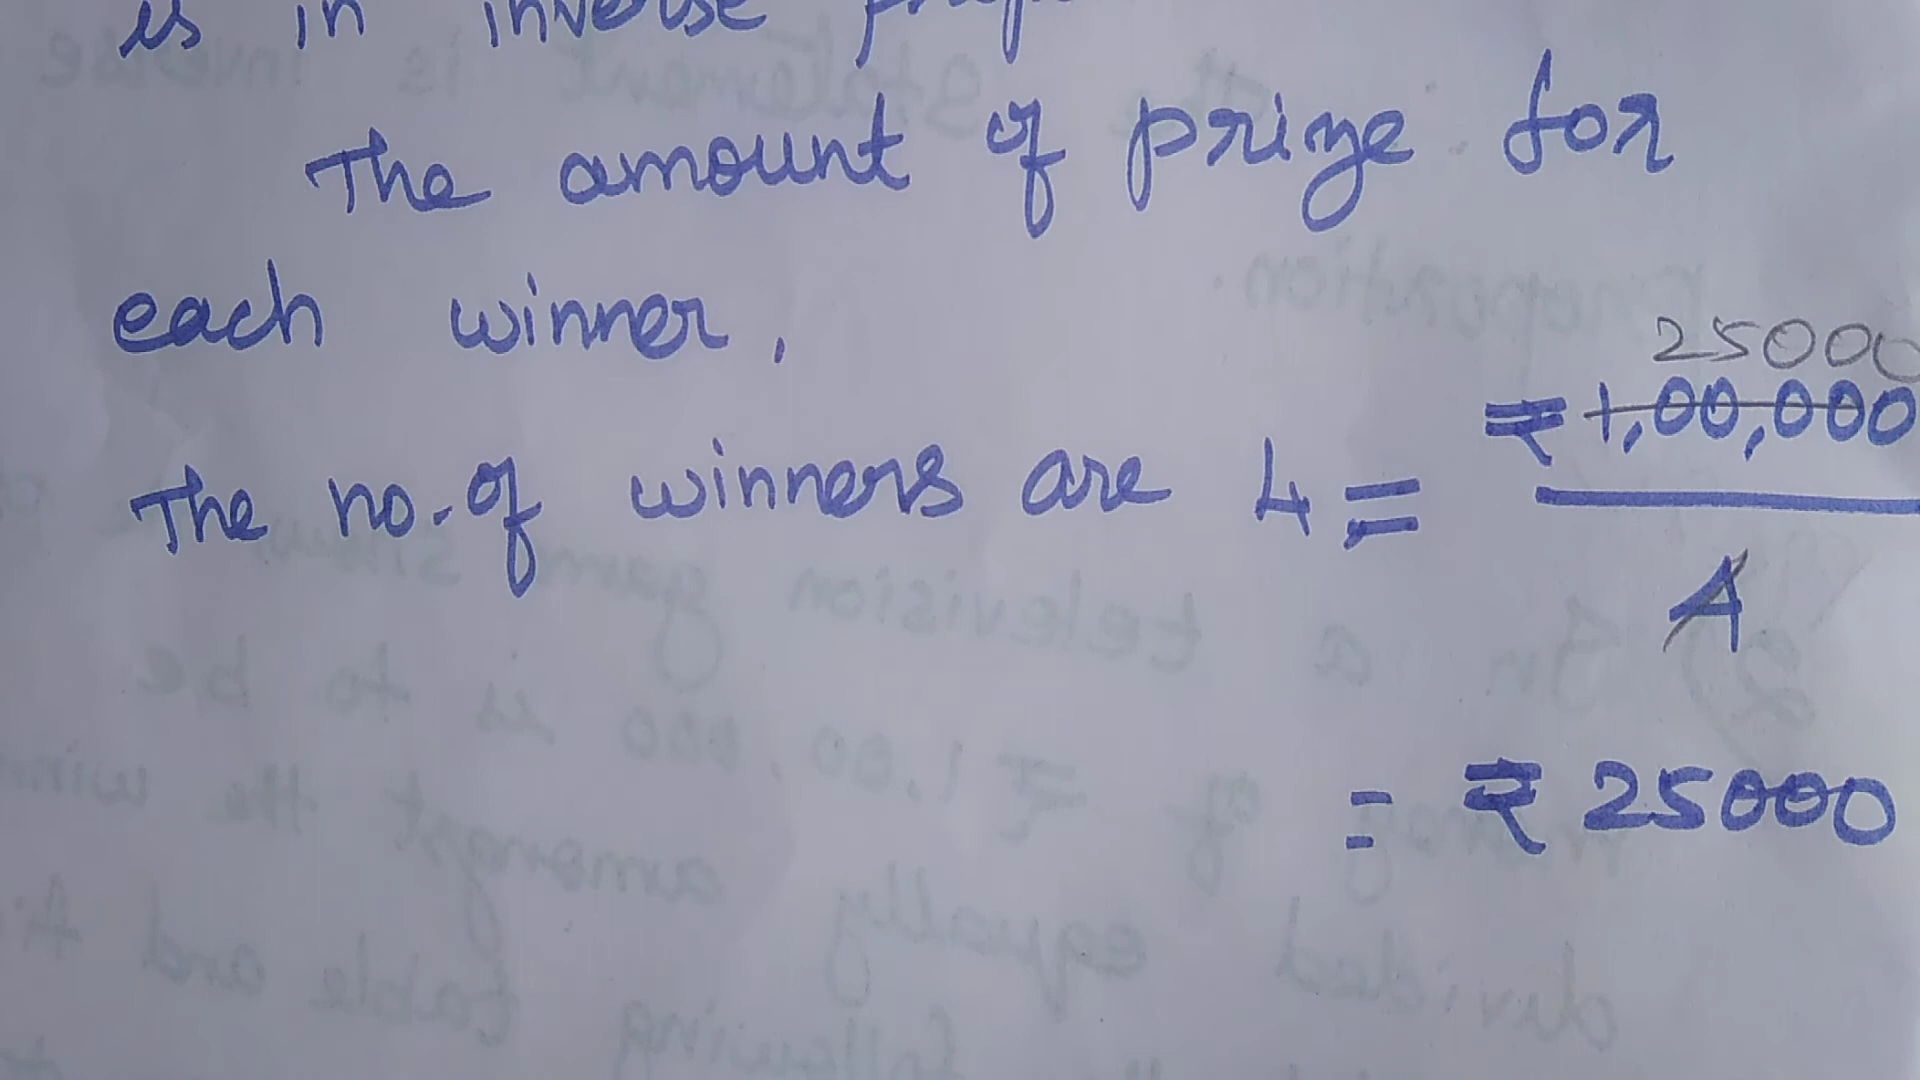 is in inverse
The amount of prize for
each winner,
25000
The no. of winners are 4 = ₹ 1,00,000
4
= ₹ 25000